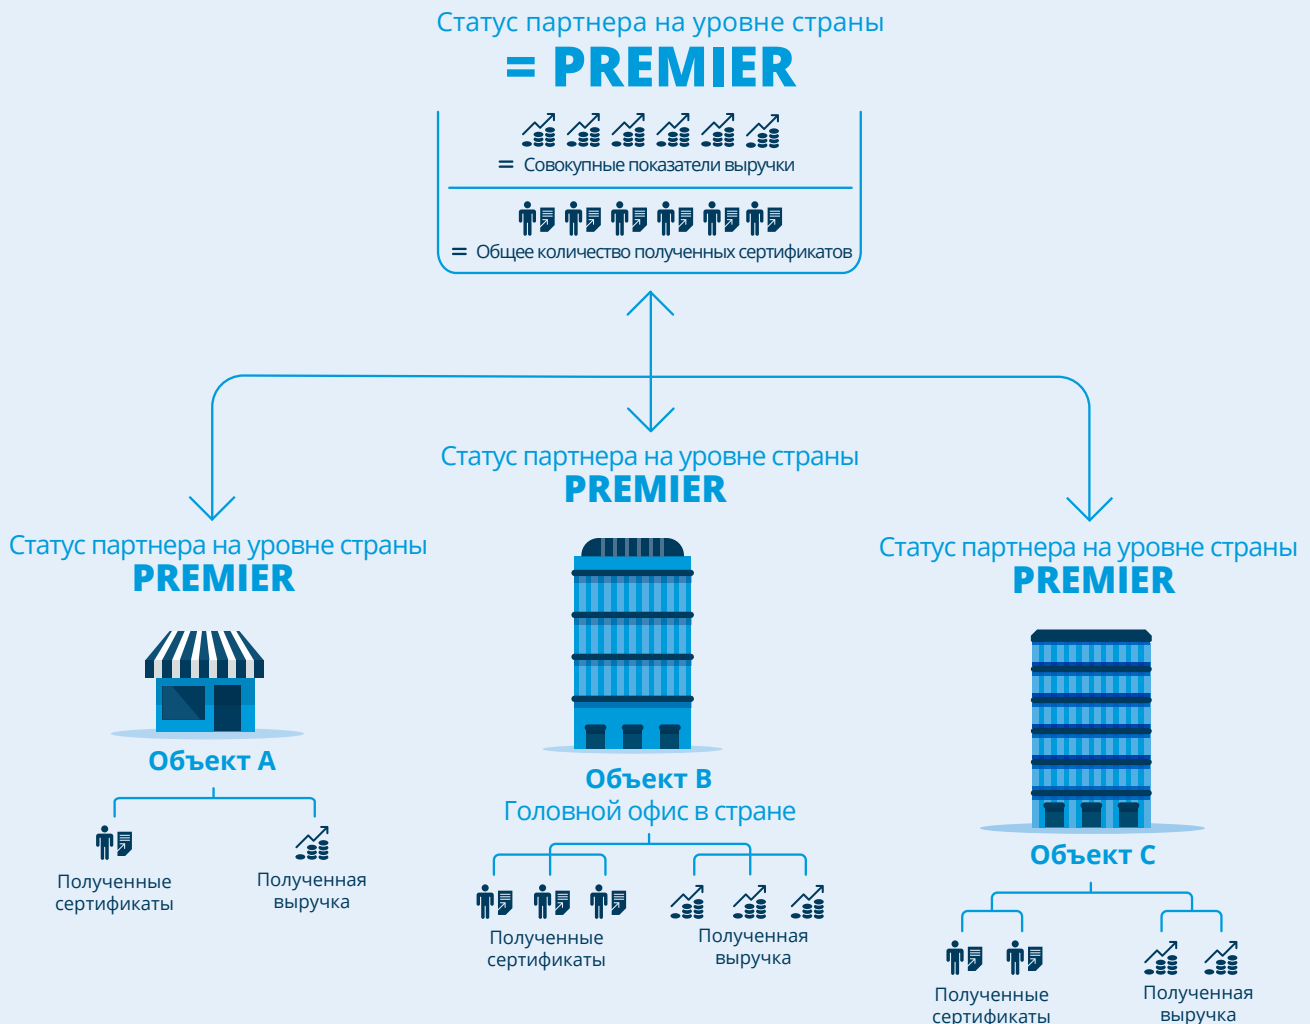 Статус партнера на уровне страны
= PREMIER
= Совокупные показатели выручки
= Общее количество полученных сертификатов
Статус партнера на уровне страны
PREMIER
Статус партнера на уровне страны
PREMIER
Статус партнера на уровне страны
PREMIER
Объект A
Полученные
сертификаты
Полученная
выручка
Объект B
Головной офис в стране
Полученные
сертификаты
Полученная
выручка
Объект C
Полученные
сертификаты
Полученная
выручка